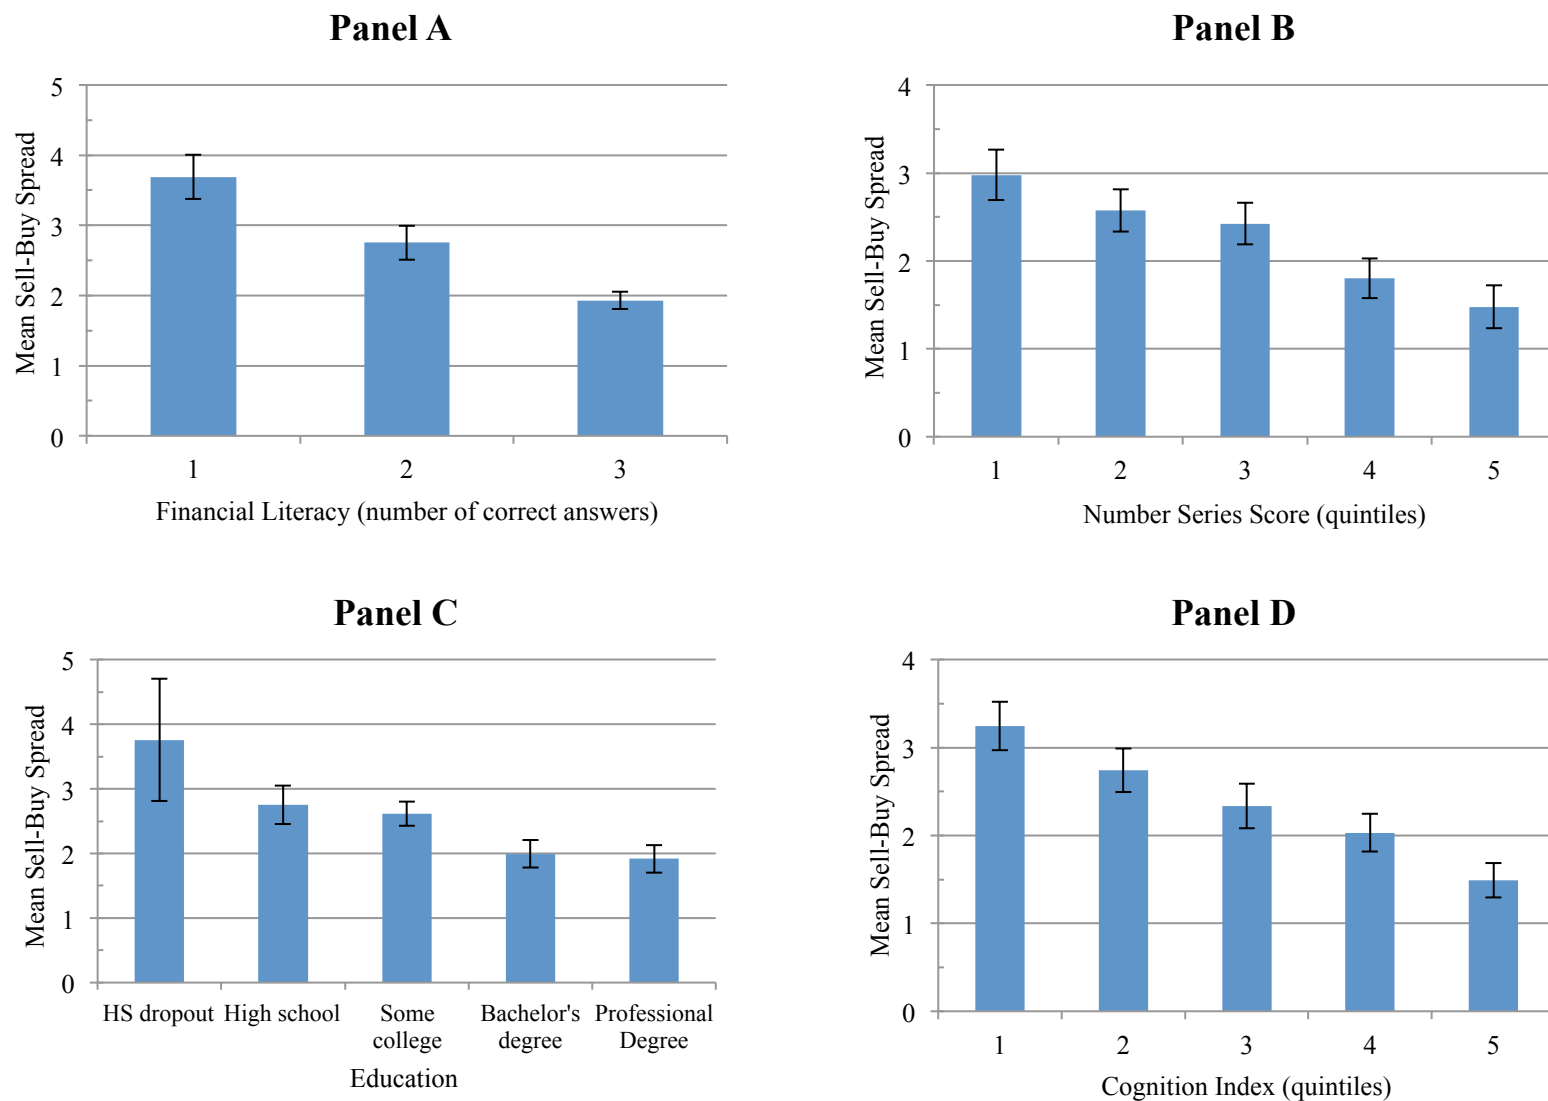 Panel A
Mean Sell-Buy Spread
5
4
3
2
1
0
1 2 3
Financial Literacy (number of correct answers)
Panel B
Mean Sell-Buy Spread
4
3
2
1
0
1 2 3 4 5
Number Series Score (quintiles)
Panel C
Mean Sell-Buy Spread
5
4
3
2
1
0
HS dropout High school Some Bachelor's Professional
college degree Degree
Education
Panel D
Mean Sell-Buy Spread
4
3
2
1
0
1 2 3 4 5
Cognition Index (quintiles)